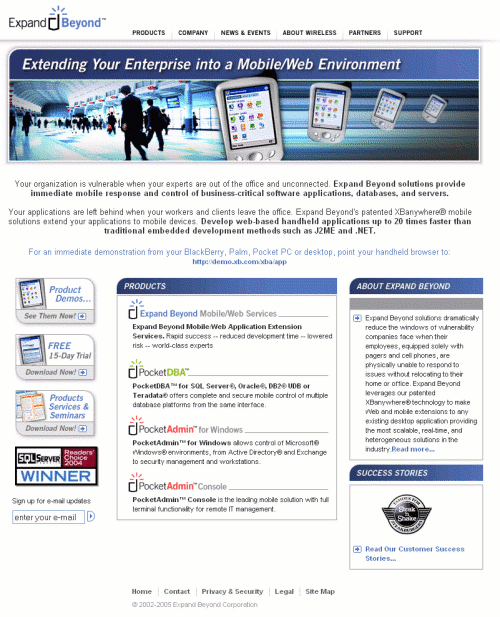 Expand Beyond™
PRODUCTS COMPANY NEWS & EVENTS ABOUT WIRELESS PARTNERS SUPPORT
Extending Your Enterprise into a Mobile/Web Environment
Your organization is vulnerable when your experts are out of the office and unconnected. Expand Beyond solutions provide
immediate mobile response and control of business-critical software applications, databases, and servers.
Your applications are left behind when your workers and clients leave the office. Expand Beyond's patented XBanywhere® mobile
solutions extend your applications to mobile devices. Develop web-based handheld applications up to 20 times faster than
traditional embedded development methods such as J2ME and .NET.
For an immediate demonstration from your BlackBerry, Palm, Pocket PC or desktop, point your handheld browser to:
http://demo.xb.com/xba/app
Product
Demos...
See Them Now!
FREE
15-Day Trial
Download Now!
Products
Services &
Seminars
Download Now!
SQL SERVER
Readers'
Choice
2004
WINNER
Sign up for e-mail updates
enter your e-mail
PRODUCTS
Expand Beyond Mobile/Web Services
Expand Beyond Mobile/Web Application Extension
Services. Rapid success -- reduced development time -- lowered
risk -- world-class experts
PocketDBA™
PocketDBA™ for SQL Server®, Oracle®, DB2® UDB or
Teradata® offers complete and secure mobile control of multiple
database platforms from the same interface.
PocketAdmin™ for Windows
PocketAdmin™ for Windows allows control of Microsoft®
Windows® environments, from Active Directory® and Exchange
to security management and workstations.
PocketAdmin™ Console
PocketAdmin™ Console is the leading mobile solution with full
terminal functionality for remote IT management.
ABOUT EXPAND BEYOND
Expand Beyond solutions dramatically
reduce the windows of vulnerability
companies face when their
employees, equipped solely with
pagers and cell phones, are
physically unable to respond to
issues without relocating to their
home or office. Expand Beyond
leverages our patented
XBanywhere® technology to make
Web and mobile extensions to any
existing desktop application providing
the most scalable, real-time, and
heterogeneous solutions in the
industry.Read more...
SUCCESS STORIES
Steak
n
Shake
Read Our Customer Success
Stories...
Home Contact Privacy & Security Legal Site Map
© 2002-2005 Expand Beyond Corporation